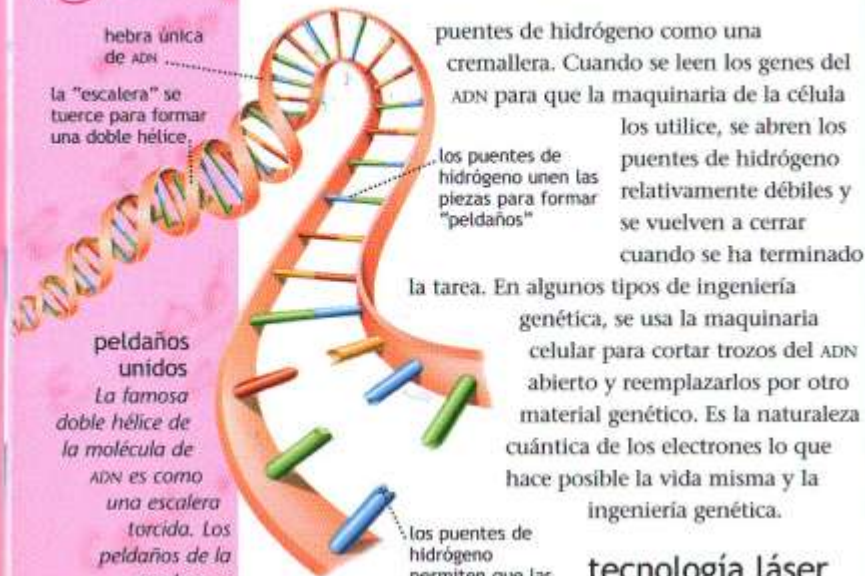 hebra única
de ADN
la "escalera" se
tuerce para formar
una doble hélice
puentes de hidrógeno como una
cremallera. Cuando se leen los genes del
ADN para que la maquinaria de la célula
los utilice, se abren los
puentes de hidrógeno
relativamente débiles y
se vuelven a cerrar
cuando se ha terminado
la tarea. En algunos tipos de ingeniería
genética, se usa la maquinaria
celular para cortar trozos del ADN
abierto y reemplazarlos por otro
material genético. Es la naturaleza
cuántica de los electrones lo que
hace posible la vida misma y la
ingeniería genética.
los puentes de
hidrógeno unen las
piezas para formar
"peldaños"
peldaños
unidos
La famosa
doble hélice de
la molécula de
ADN es como
una escalera
torcida. Los
peldaños de la
los puentes de
hidrógeno
permiten que las
tecnología láser